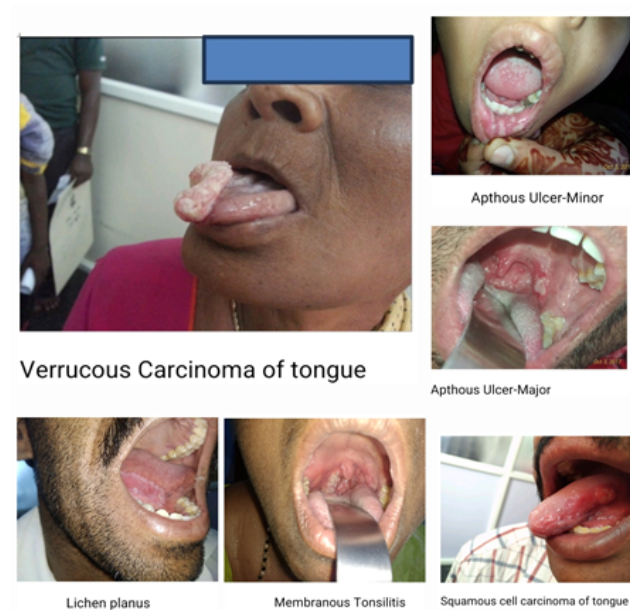 Apthous Ulcer-Minor
Verrucous Carcinoma of tongue
Apthous Ulcer-Major
Lichen planus
Membranous Tonsilitis
Squamous cell carcinoma of tongue